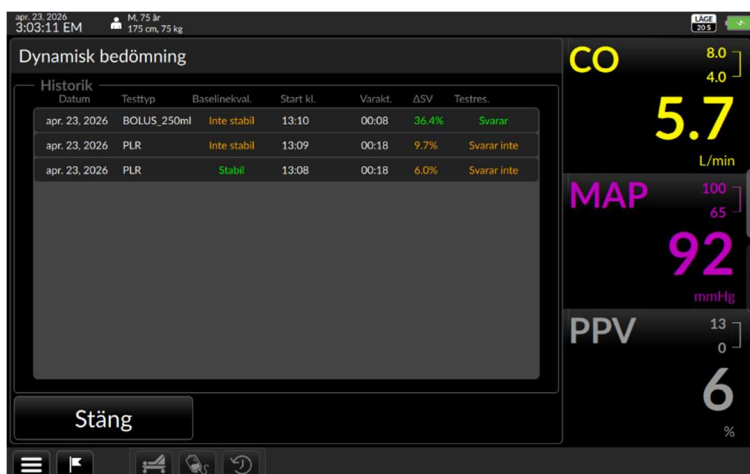 apr. 23, 2026
3:03:11 EM
M, 75 år
175 cm, 75 kg
LÄGE
20 S
Dynamisk bedömning
Historik
Datum Testtyp Baselinekval. Start kl. Varakt. ΔSV Testres.
apr. 23, 2026 BOLUS_250ml Inte stabil 13:10 00:08 36.4% Svarar
apr. 23, 2026 PLR Inte stabil 13:09 00:18 9.7% Svarar inte
apr. 23, 2026 PLR Stabil 13:08 00:18 6.0% Svarar inte
Stäng
CO
8.0
4.0
5.7
L/min
MAP
100
65
92
mmHg
PPV
13
0
6
%